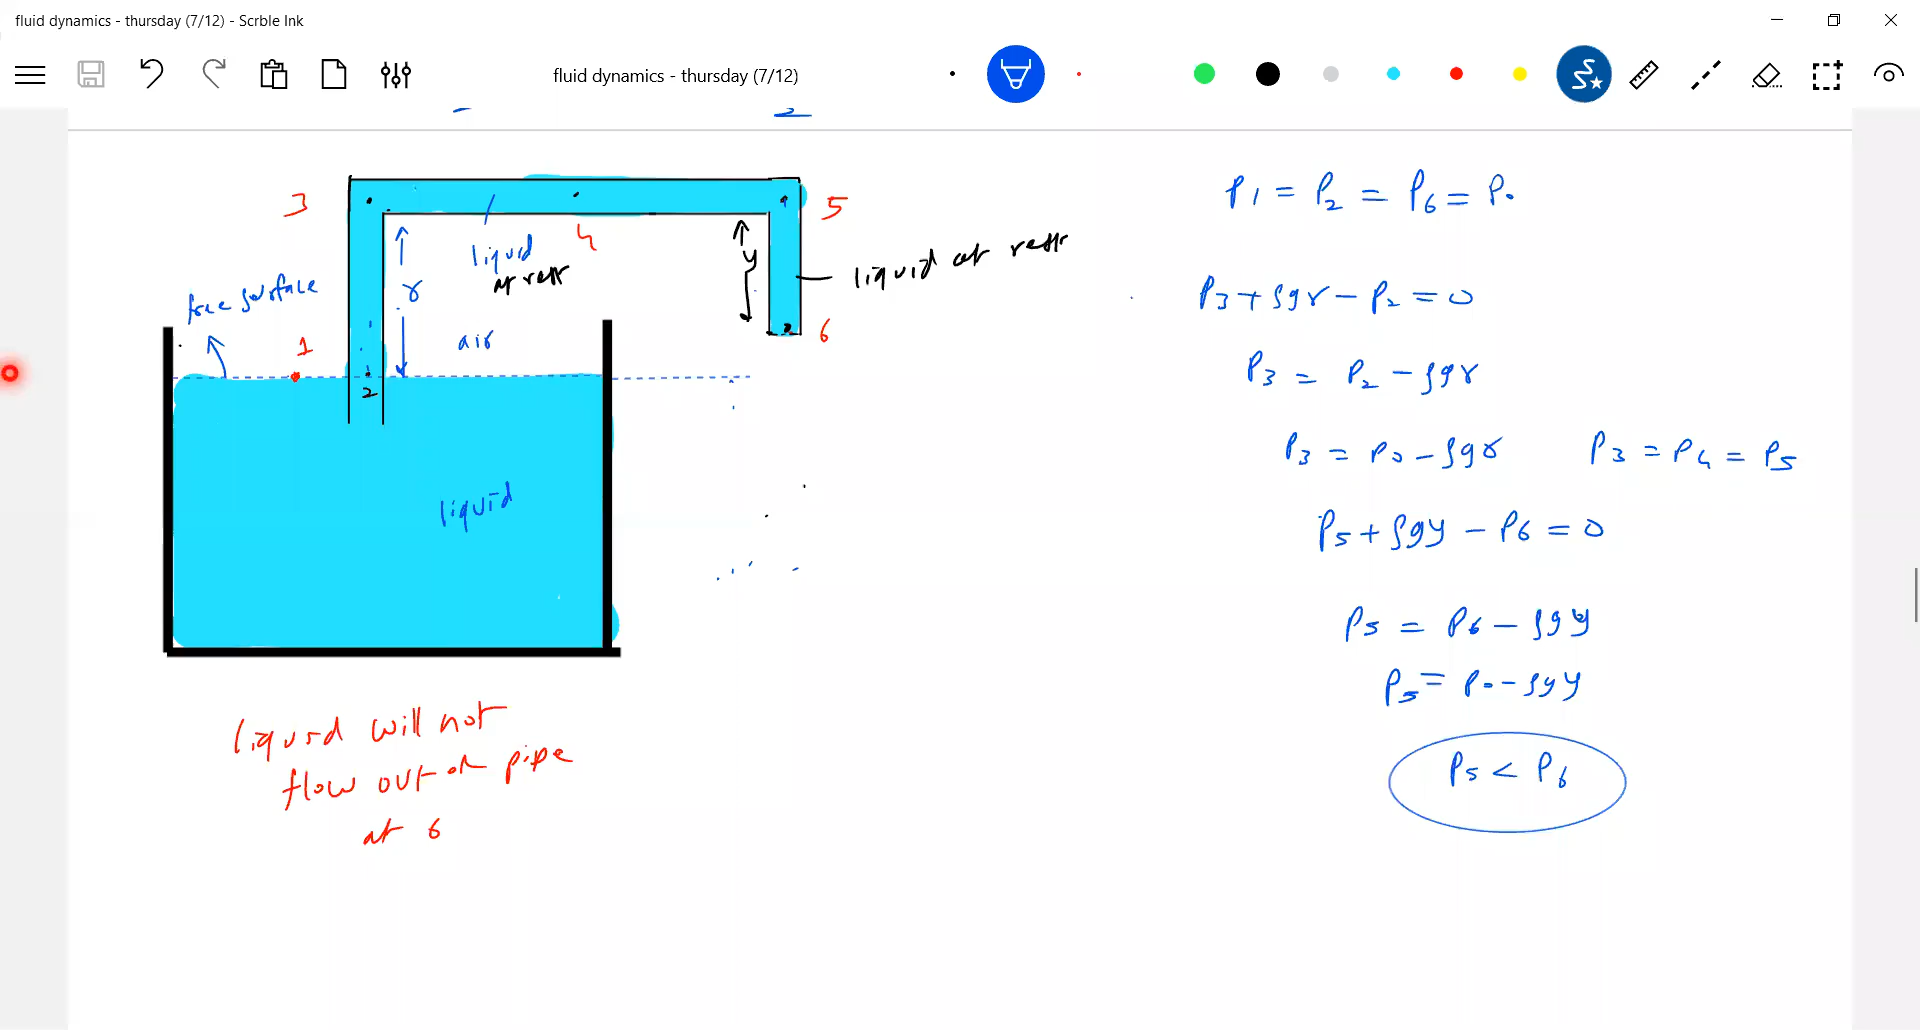 fluid dynamics - thursday (7/12) - Scrble Ink
fluid dynamics - thursday (7/12)
3
5
4
liquid
at rest
γ
y
liquid at rest
free surface
air
6
1
2
liquid
liquid will not
flow out of pipe
at 6
P1 = P2 = P6 = P0
P3 + ρgγ − P2 = 0
P3 = P2 − ρgγ
P3 = P0 − ρgγ    P3 = P4 = P5
P5 + ρgy − P6 = 0
P5 = P6 − ρgy
P5 = P0 − ρgy
P5 < P6